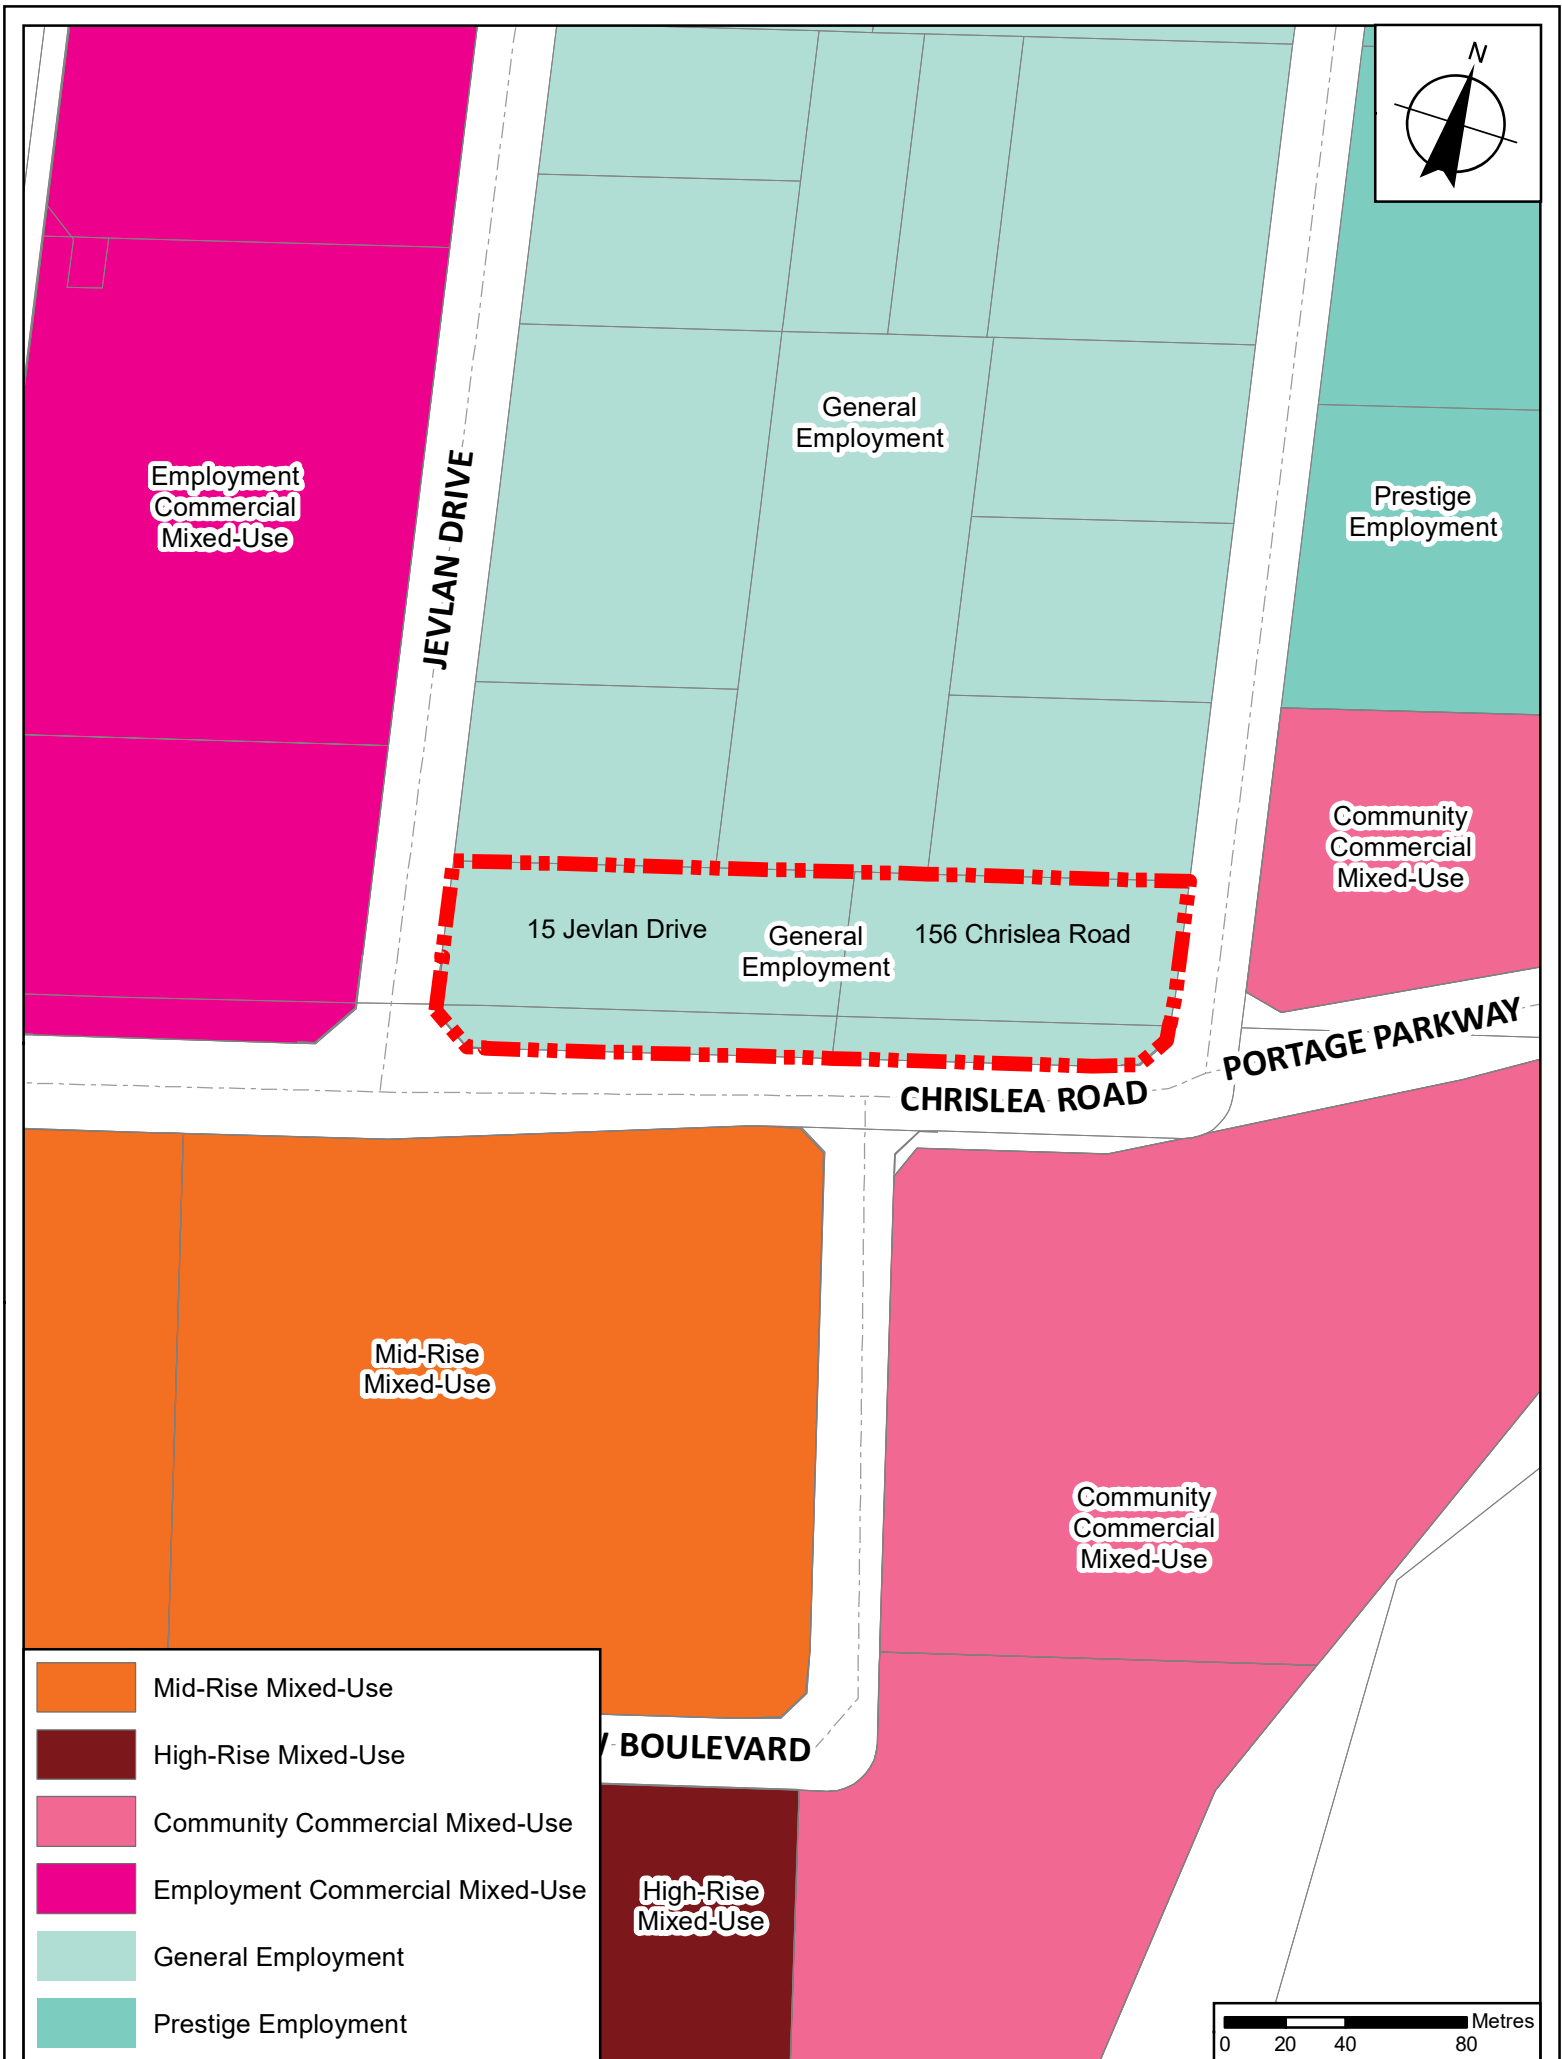 N
General
Employment
Employment
Commercial
Mixed-Use
JEVLAN DRIVE
Prestige
Employment
Community
Commercial
Mixed-Use
15 Jevlan Drive
General
Employment
156 Chrislea Road
PORTAGE PARKWAY
CHRISLEA ROAD
Mid-Rise
Mixed-Use
Community
Commercial
Mixed-Use
BOULEVARD
High-Rise
Mixed-Use
Mid-Rise Mixed-Use
High-Rise Mixed-Use
Community Commercial Mixed-Use
Employment Commercial Mixed-Use
General Employment
Prestige Employment
Metres
0 20 40 80